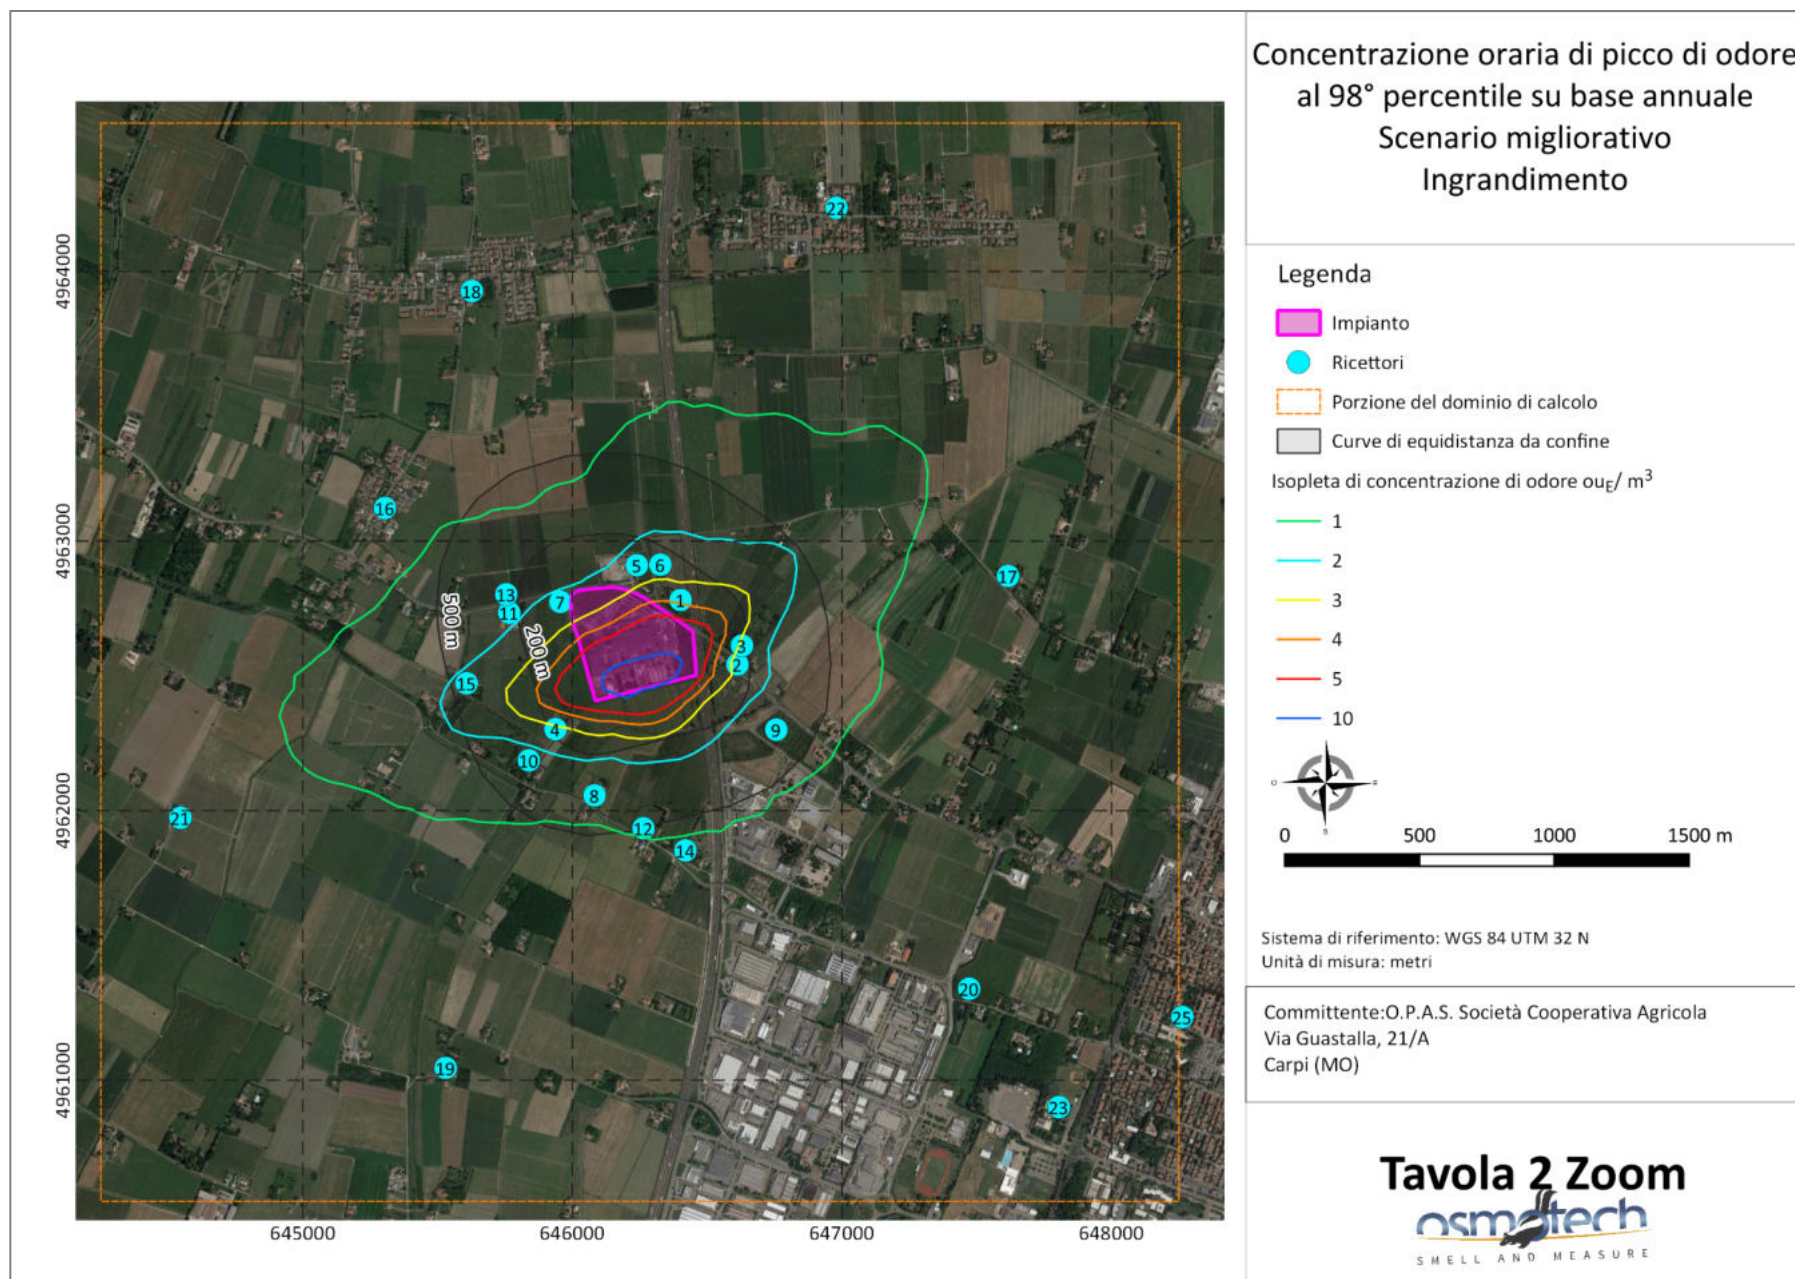 Concentrazione oraria di picco di odore
al 98° percentile su base annuale
Scenario migliorativo
Ingrandimento
Legenda
Impianto
Ricettori
Porzione del dominio di calcolo
Curve di equidistanza da confine
Isopleta di concentrazione di odore ouE/ m3
1
2
3
4
5
10
0 500 1000 1500 m
Sistema di riferimento: WGS 84 UTM 32 N
Unità di misura: metri
Committente:O.P.A.S. Società Cooperativa Agricola
Via Guastalla, 21/A
Carpi (MO)
Tavola 2 Zoom
osmotech
SMELL AND MEASURE
4964000
4963000
4962000
4961000
645000
646000
647000
648000
500 m
200 m
22
18
16
5
6
17
13
7
1
11
3
2
15
4
9
10
8
21
12
14
20
25
19
23